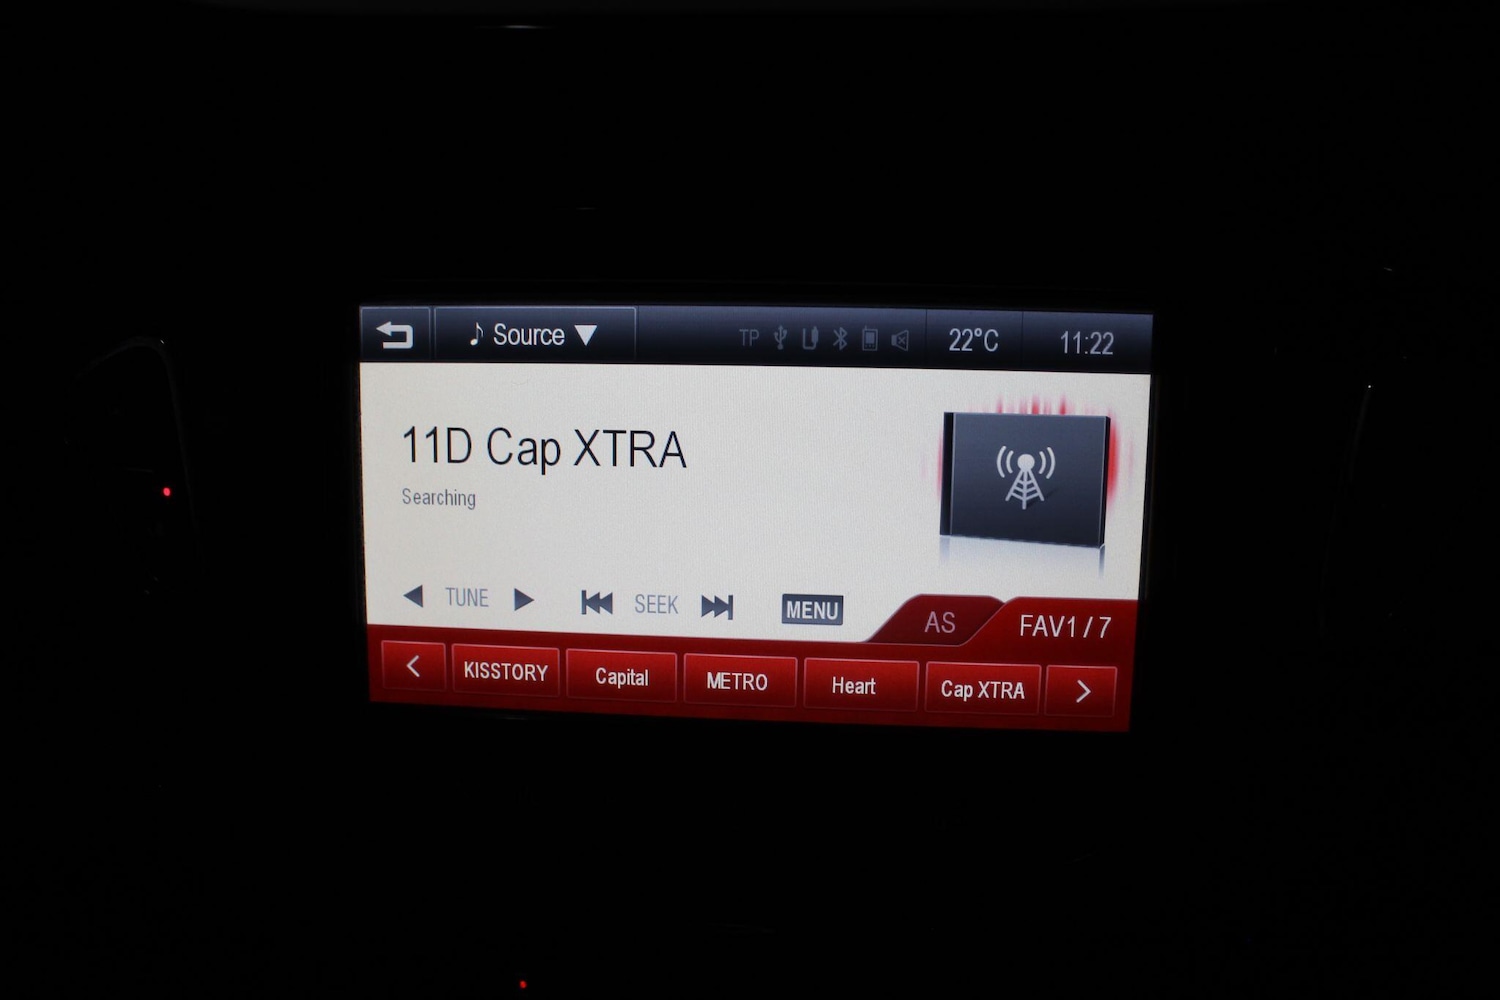 Source
TP
22°C
11:22
11D Cap XTRA
Searching
TUNE
SEEK
MENU
AS
FAV1 / 7
KISSTORY
Capital
METRO
Heart
Cap XTRA